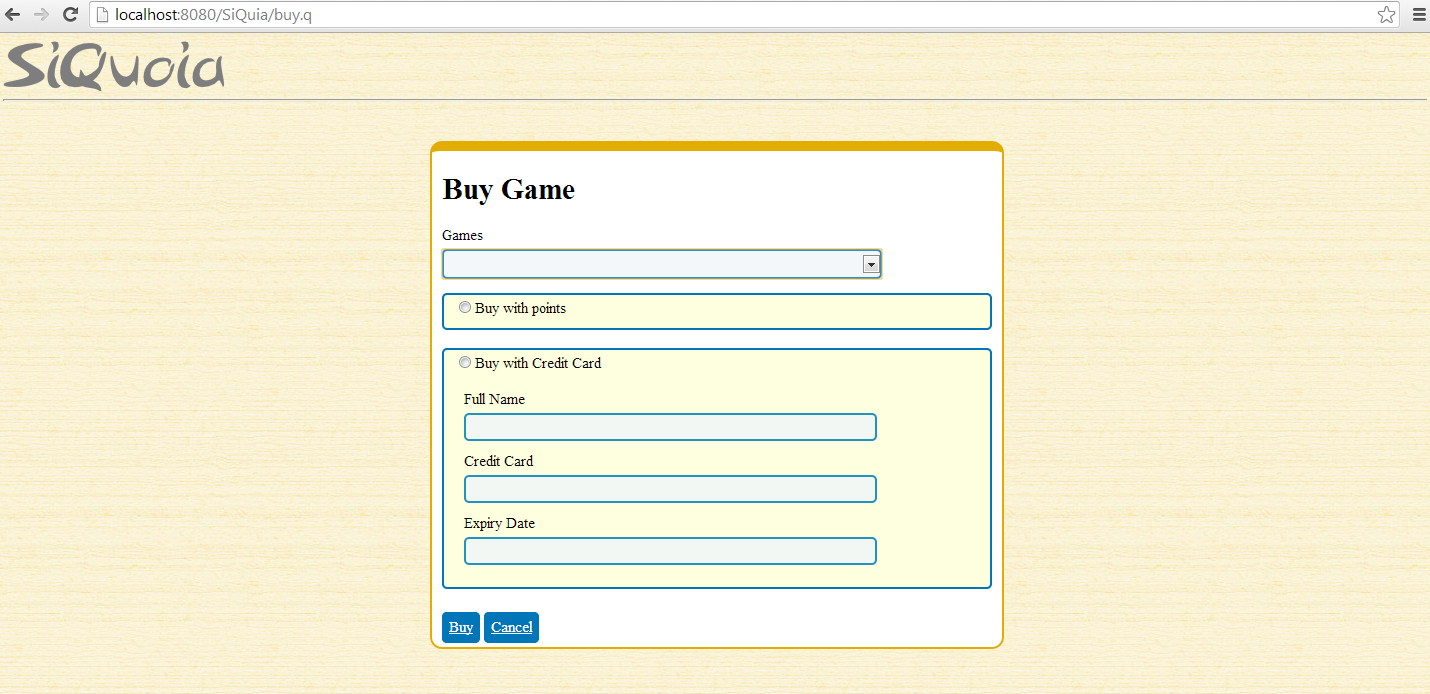 localhost:8080/SiQuia/buy.q
SiQuoia
Buy Game
Games
Buy with points
Buy with Credit Card
Full Name
Credit Card
Expiry Date
Buy Cancel